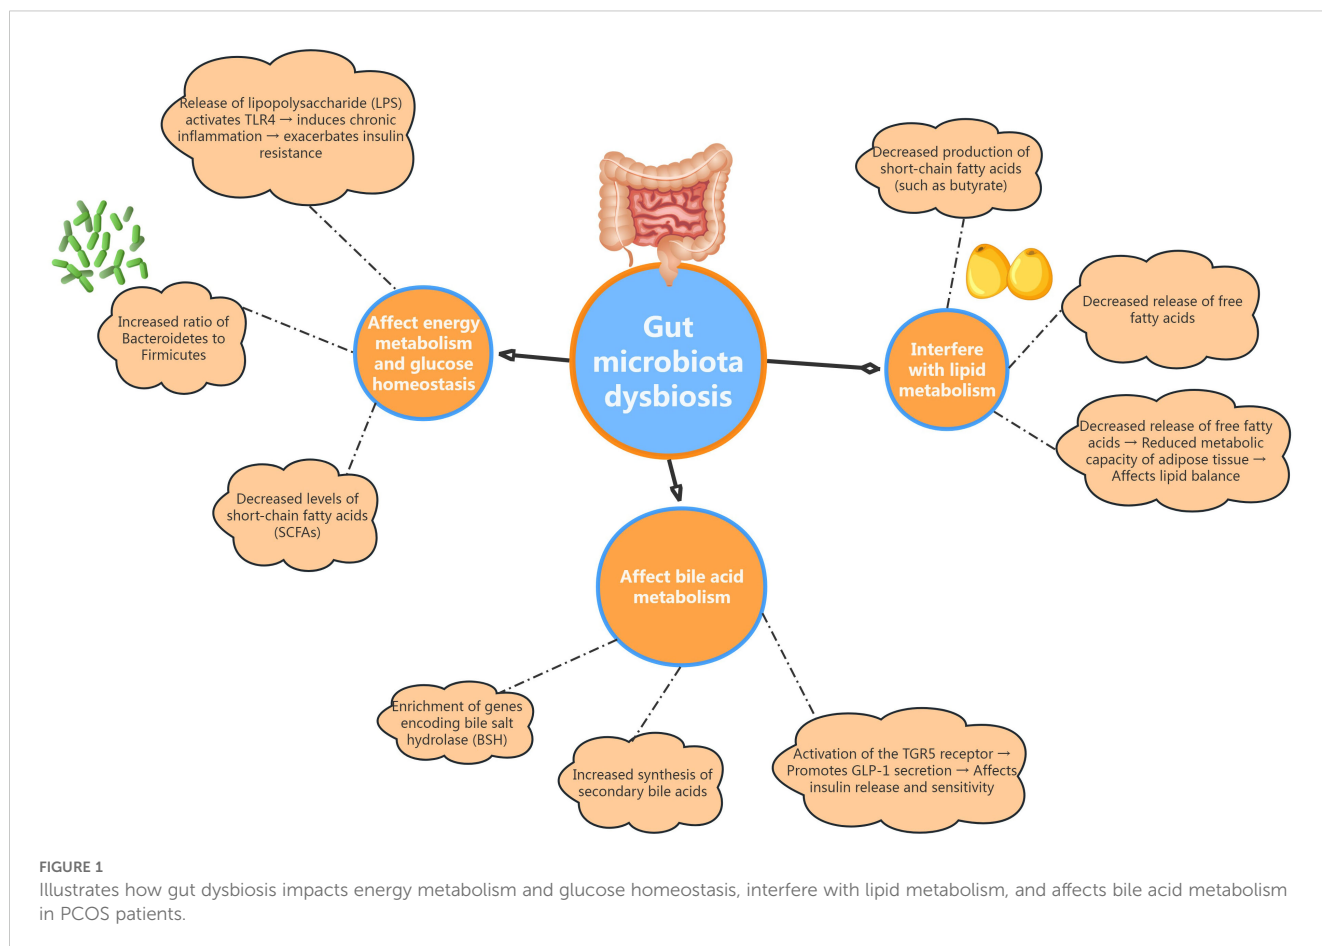 Release of lipopolysaccharide (LPS)
activates TLR4 → induces chronic
inflammation → exacerbates insulin
resistance
Increased ratio of
Bacteroidetes to
Firmicutes
Decreased levels of
short-chain fatty acids
(SCFAs)
Affect energy
metabolism
and glucose
homeostasis
Gut
microbiota
dysbiosis
Interfere
with lipid
metabolism
Decreased production of
short-chain fatty acids
(such as butyrate)
Decreased release of free
fatty acids
Decreased release of free fatty
acids → Reduced metabolic
capacity of adipose tissue →
Affects lipid balance
Affect bile acid
metabolism
Enrichment of genes
encoding bile salt
hydrolase (BSH)
Increased synthesis of
secondary bile acids
Activation of the TGR5 receptor →
Promotes GLP-1 secretion → Affects
insulin release and sensitivity
FIGURE 1
Illustrates how gut dysbiosis impacts energy metabolism and glucose homeostasis, interfere with lipid metabolism, and affects bile acid metabolism
in PCOS patients.